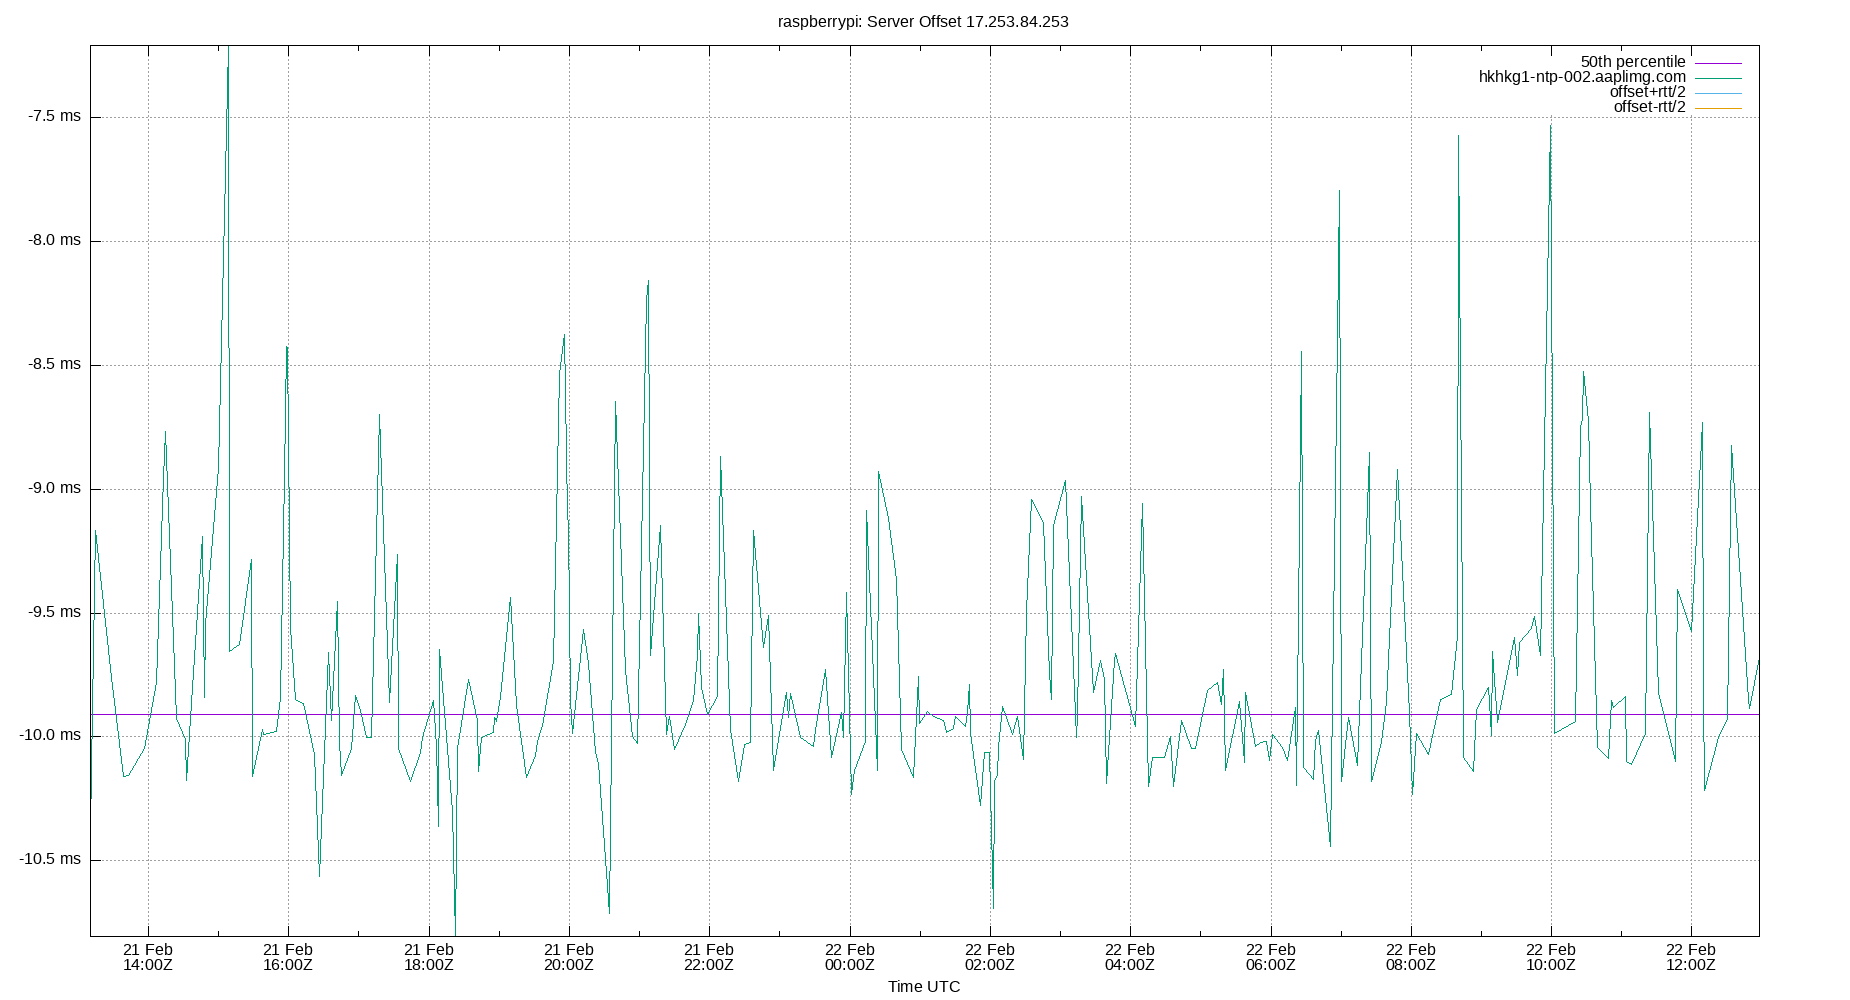 raspberrypi: Server Offset 17.253.84.253
50th percentile
hkhkg1-ntp-002.aaplimg.com
offset+rtt/2
offset-rtt/2
-7.5 ms
-8.0 ms
-8.5 ms
-9.0 ms
-9.5 ms
-10.0 ms
-10.5 ms
21 Feb 21 Feb 21 Feb 21 Feb 21 Feb 22 Feb 22 Feb 22 Feb 22 Feb 22 Feb 22 Feb 22 Feb
14:00Z 16:00Z 18:00Z 20:00Z 22:00Z 00:00Z 02:00Z 04:00Z 06:00Z 08:00Z 10:00Z 12:00Z
Time UTC